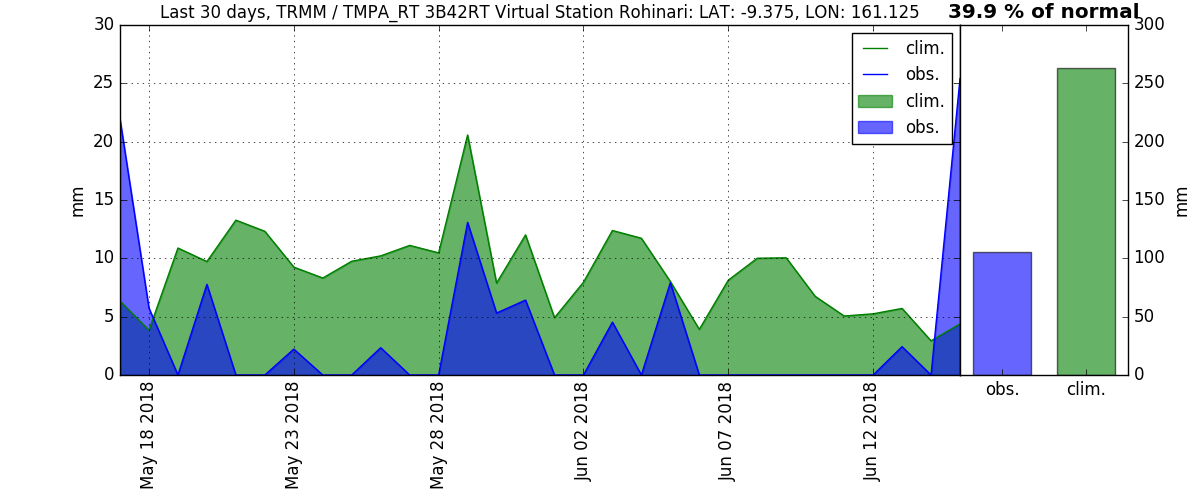 Last 30 days, TRMM / TMPA_RT 3B42RT Virtual Station Rohinari: LAT: -9.375, LON: 161.125
39.9 % of normal
30
25
20
15
10
5
0
mm
clim.
obs.
clim.
obs.
May 18 2018
May 23 2018
May 28 2018
Jun 02 2018
Jun 07 2018
Jun 12 2018
300
250
200
150
100
50
0
mm
obs.
clim.